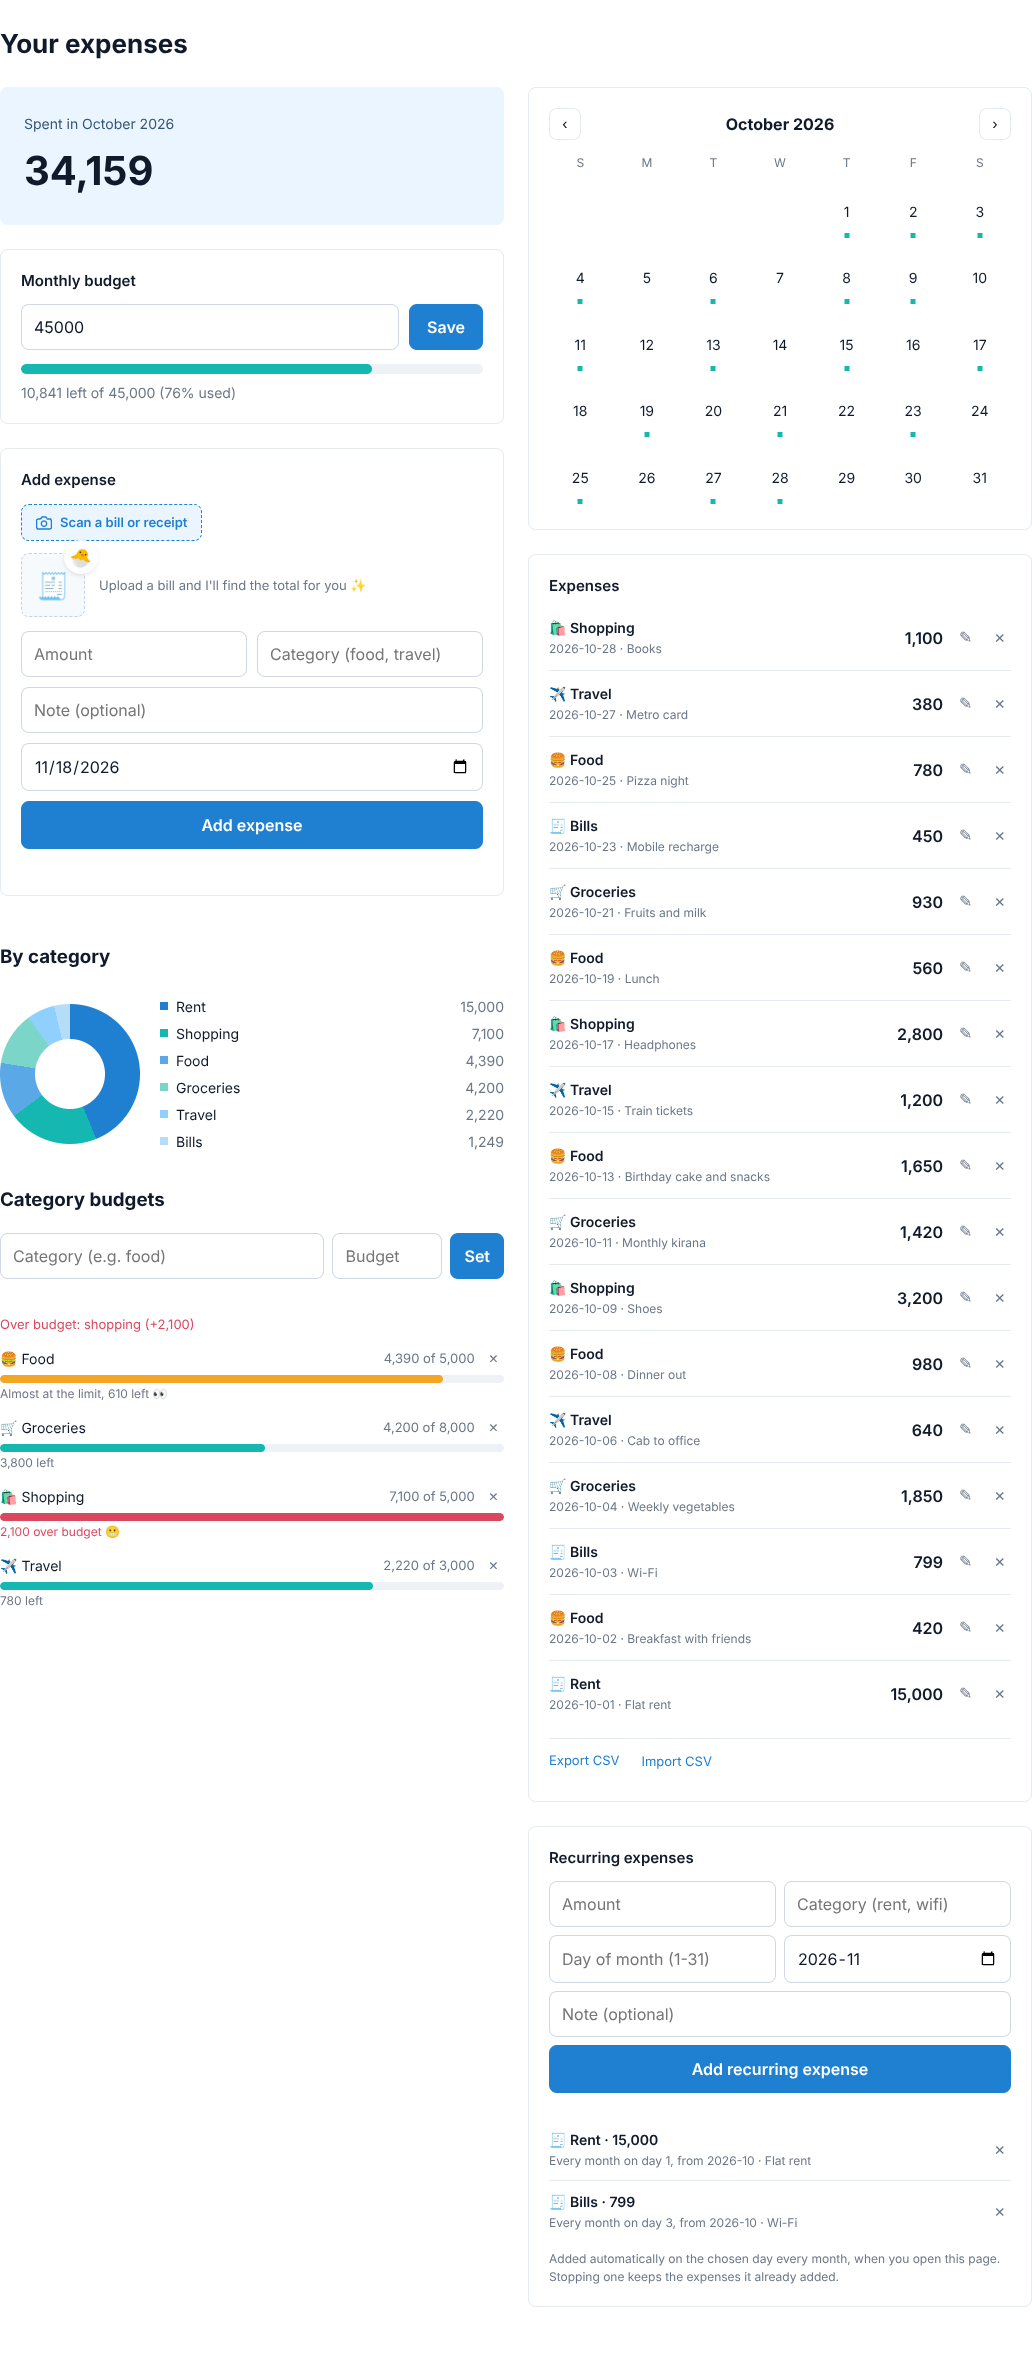 Your expenses
Spent in October 2026
34,159
Monthly budget
45000
Save
10,841 left of 45,000 (76% used)
Add expense
Scan a bill or receipt
Upload a bill and I'll find the total for you ✨
Amount
Category (food, travel)
Note (optional)
11/18/2026
Add expense
By category
Rent 15,000
Shopping 7,100
Food 4,390
Groceries 4,200
Travel 2,220
Bills 1,249
Category budgets
Category (e.g. food)
Budget
Set
Over budget: shopping (+2,100)
🍔 Food 4,390 of 5,000 ×
Almost at the limit, 610 left 👀
🛒 Groceries 4,200 of 8,000 ×
3,800 left
🛍️ Shopping 7,100 of 5,000 ×
2,100 over budget 😬
✈️ Travel 2,220 of 3,000 ×
780 left
‹ October 2026 ›
S M T W T F S
1 2 3
4 5 6 7 8 9 10
11 12 13 14 15 16 17
18 19 20 21 22 23 24
25 26 27 28 29 30 31
Expenses
🛍️ Shopping
2026-10-28 · Books
1,100 ✎ ×
✈️ Travel
2026-10-27 · Metro card
380 ✎ ×
🍔 Food
2026-10-25 · Pizza night
780 ✎ ×
🧾 Bills
2026-10-23 · Mobile recharge
450 ✎ ×
🛒 Groceries
2026-10-21 · Fruits and milk
930 ✎ ×
🍔 Food
2026-10-19 · Lunch
560 ✎ ×
🛍️ Shopping
2026-10-17 · Headphones
2,800 ✎ ×
✈️ Travel
2026-10-15 · Train tickets
1,200 ✎ ×
🍔 Food
2026-10-13 · Birthday cake and snacks
1,650 ✎ ×
🛒 Groceries
2026-10-11 · Monthly kirana
1,420 ✎ ×
🛍️ Shopping
2026-10-09 · Shoes
3,200 ✎ ×
🍔 Food
2026-10-08 · Dinner out
980 ✎ ×
✈️ Travel
2026-10-06 · Cab to office
640 ✎ ×
🛒 Groceries
2026-10-04 · Weekly vegetables
1,850 ✎ ×
🧾 Bills
2026-10-03 · Wi-Fi
799 ✎ ×
🍔 Food
2026-10-02 · Breakfast with friends
420 ✎ ×
🧾 Rent
2026-10-01 · Flat rent
15,000 ✎ ×
Export CSV Import CSV
Recurring expenses
Amount
Category (rent, wifi)
Day of month (1-31)
2026-11
Note (optional)
Add recurring expense
🧾 Rent · 15,000
Every month on day 1, from 2026-10 · Flat rent
×
🧾 Bills · 799
Every month on day 3, from 2026-10 · Wi-Fi
×
Added automatically on the chosen day every month, when you open this page.
Stopping one keeps the expenses it already added.